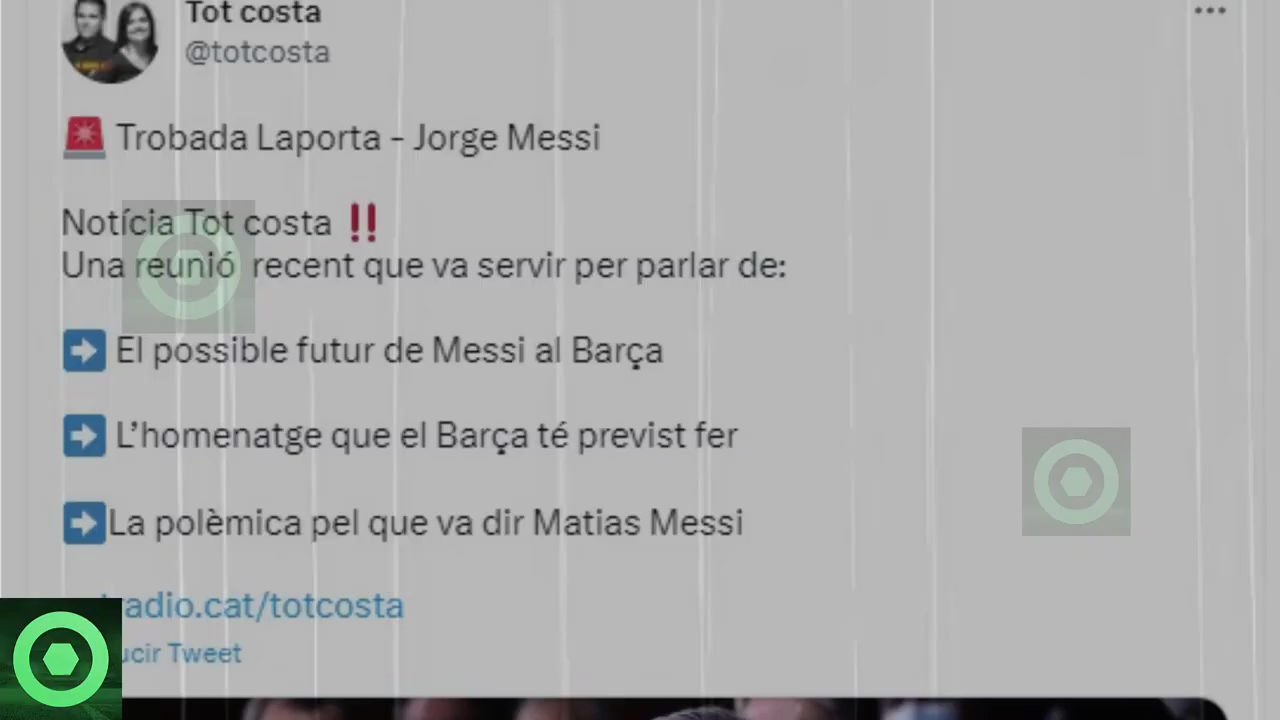 Tot costa
@totcosta
Trobada Laporta - Jorge Messi
Notícia Tot costa ‼
Una reunió recent que va servir per parlar de:
El possible futur de Messi al Barça
L’homenatge que el Barça té previst fer
La polèmica pel que va dir Matias Messi
adio.cat/totcosta
ucir Tweet